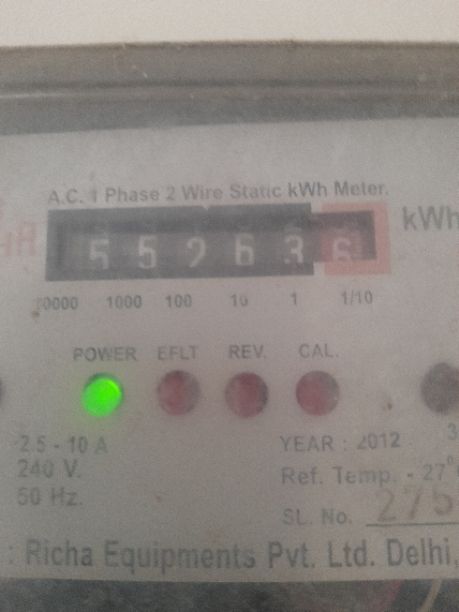 A.C. 1 Phase 2 Wire Static kWh Meter.
kWh
5 5 2 6 3 6
10000 1000 100 10 1 1/10
POWER EFLT REV. CAL.
2.5 - 10 A
240 V.
50 Hz.
YEAR : 2012
Ref. Temp. - 27°
SL. No. 275
: Richa Equipments Pvt. Ltd. Delhi,